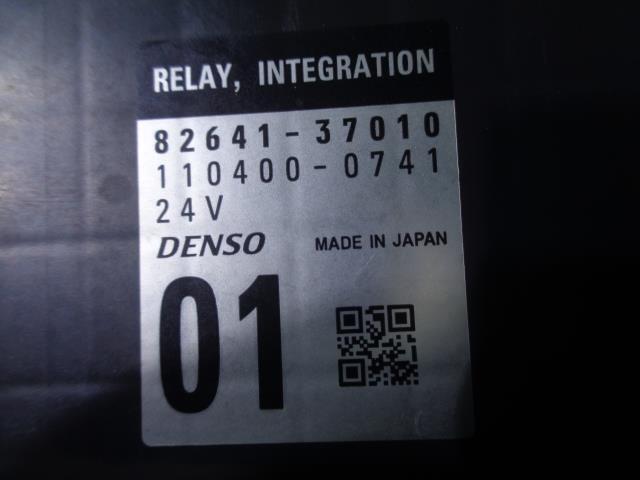 RELAY, INTEGRATION
82641-37010
110400-0741
24V
DENSO MADE IN JAPAN
01